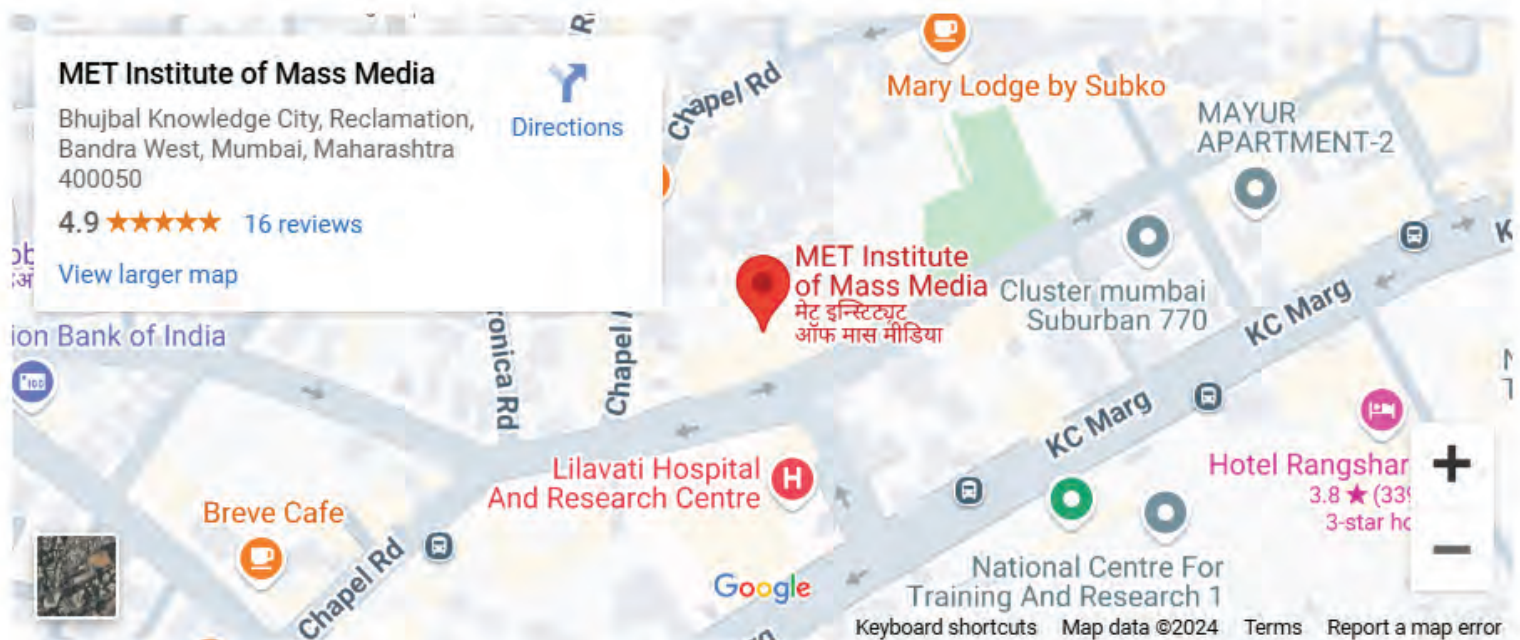 MET Institute of Mass Media
Bhujbal Knowledge City, Reclamation,
Bandra West, Mumbai, Maharashtra
400050
4.9
16 reviews
View larger map
Directions
Chapel Rd
Mary Lodge by Subko
MAYUR
APARTMENT-2
MET Institute
of Mass Media
मेट इन्स्टिट्यूट
ऑफ मास मीडिया
Cluster mumbai
Suburban 770
KC Marg
ion Bank of India
ronica Rd
Chapel
KC Marg
Lilavati Hospital
And Research Centre
H
Hotel Rangshar
3.8 ★ (339
3-star ho
Breve Cafe
Chapel Rd
National Centre For
Training And Research 1
Google
Keyboard shortcuts Map data ©2024 Terms Report a map error